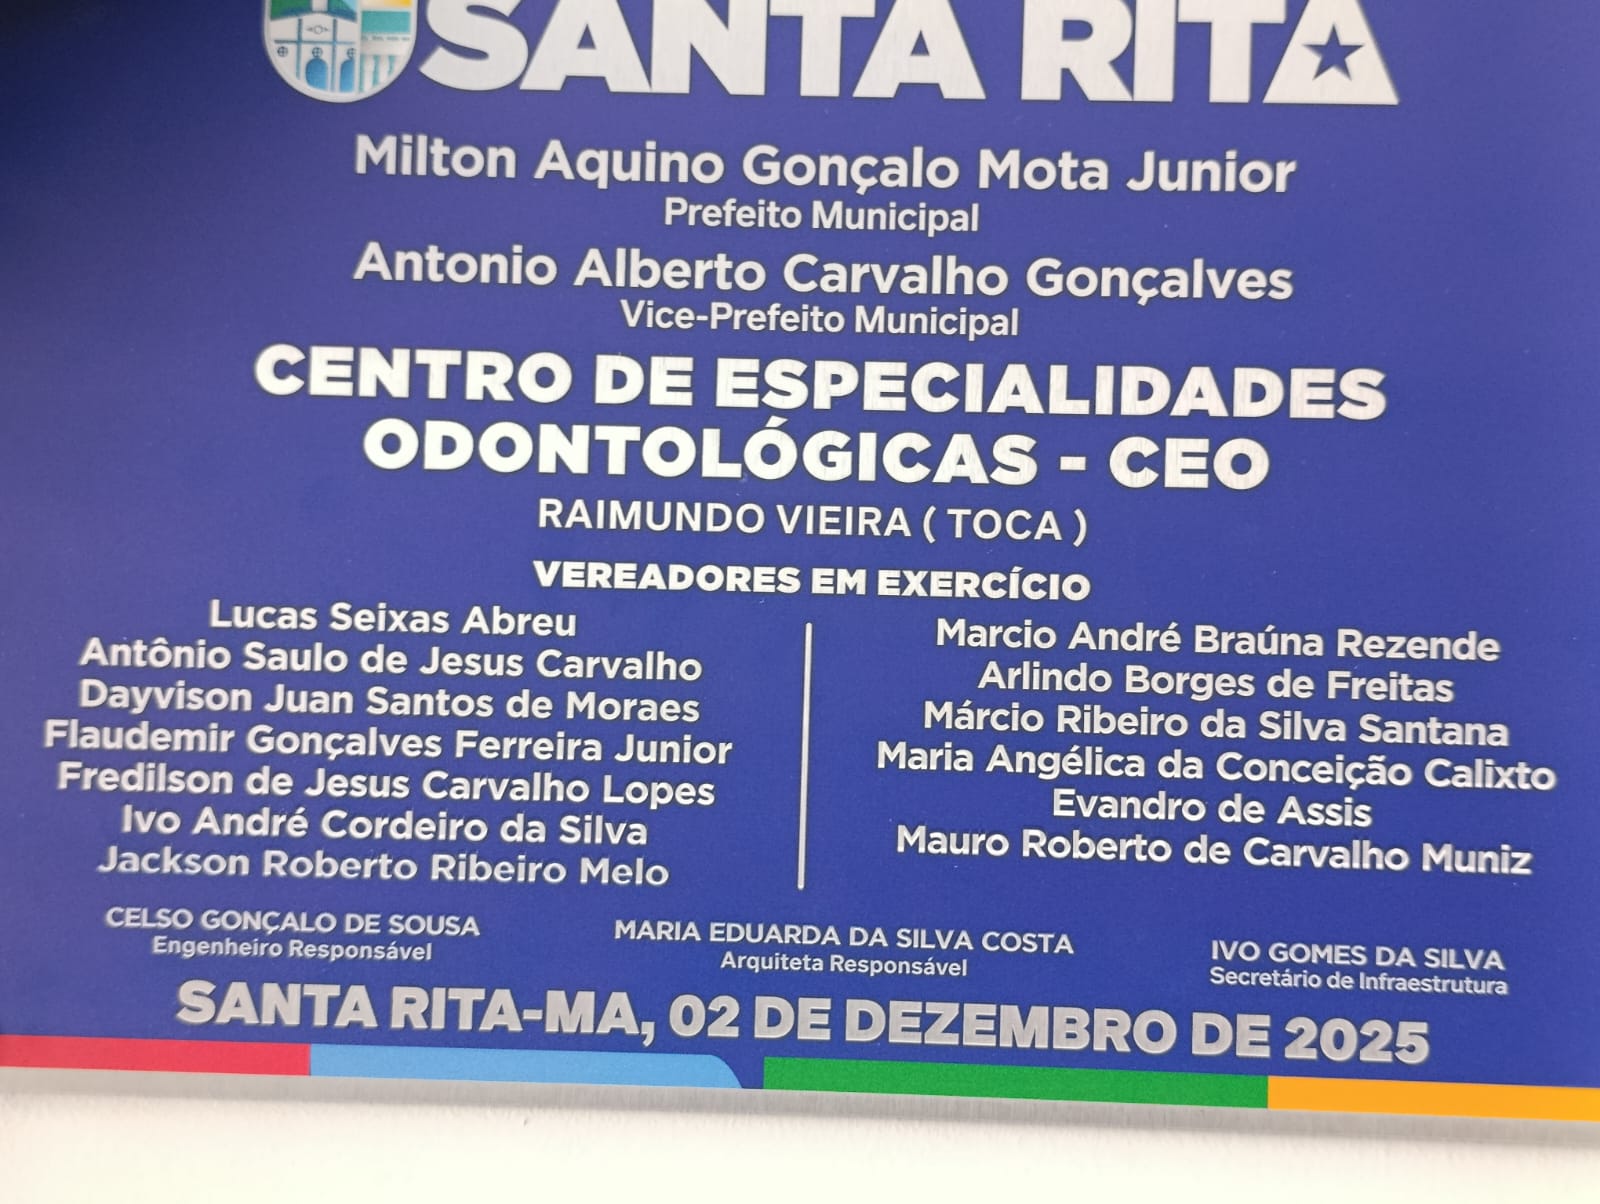 SANTA RITA
Milton Aquino Gonçalo Mota Junior
Prefeito Municipal
Antonio Alberto Carvalho Gonçalves
Vice-Prefeito Municipal
CENTRO DE ESPECIALIDADES
ODONTOLÓGICAS - CEO
RAIMUNDO VIEIRA ( TOCA )
VEREADORES EM EXERCÍCIO
Lucas Seixas Abreu
Antônio Saulo de Jesus Carvalho
Dayvison Juan Santos de Moraes
Flaudemir Gonçalves Ferreira Junior
Fredilson de Jesus Carvalho Lopes
Ivo André Cordeiro da Silva
Jackson Roberto Ribeiro Melo
Marcio André Braúna Rezende
Arlindo Borges de Freitas
Márcio Ribeiro da Silva Santana
Maria Angélica da Conceição Calixto
Evandro de Assis
Mauro Roberto de Carvalho Muniz
CELSO GONÇALO DE SOUSA
Engenheiro Responsável
MARIA EDUARDA DA SILVA COSTA
Arquiteta Responsável
IVO GOMES DA SILVA
Secretário de Infraestrutura
SANTA RITA-MA, 02 DE DEZEMBRO DE 2025